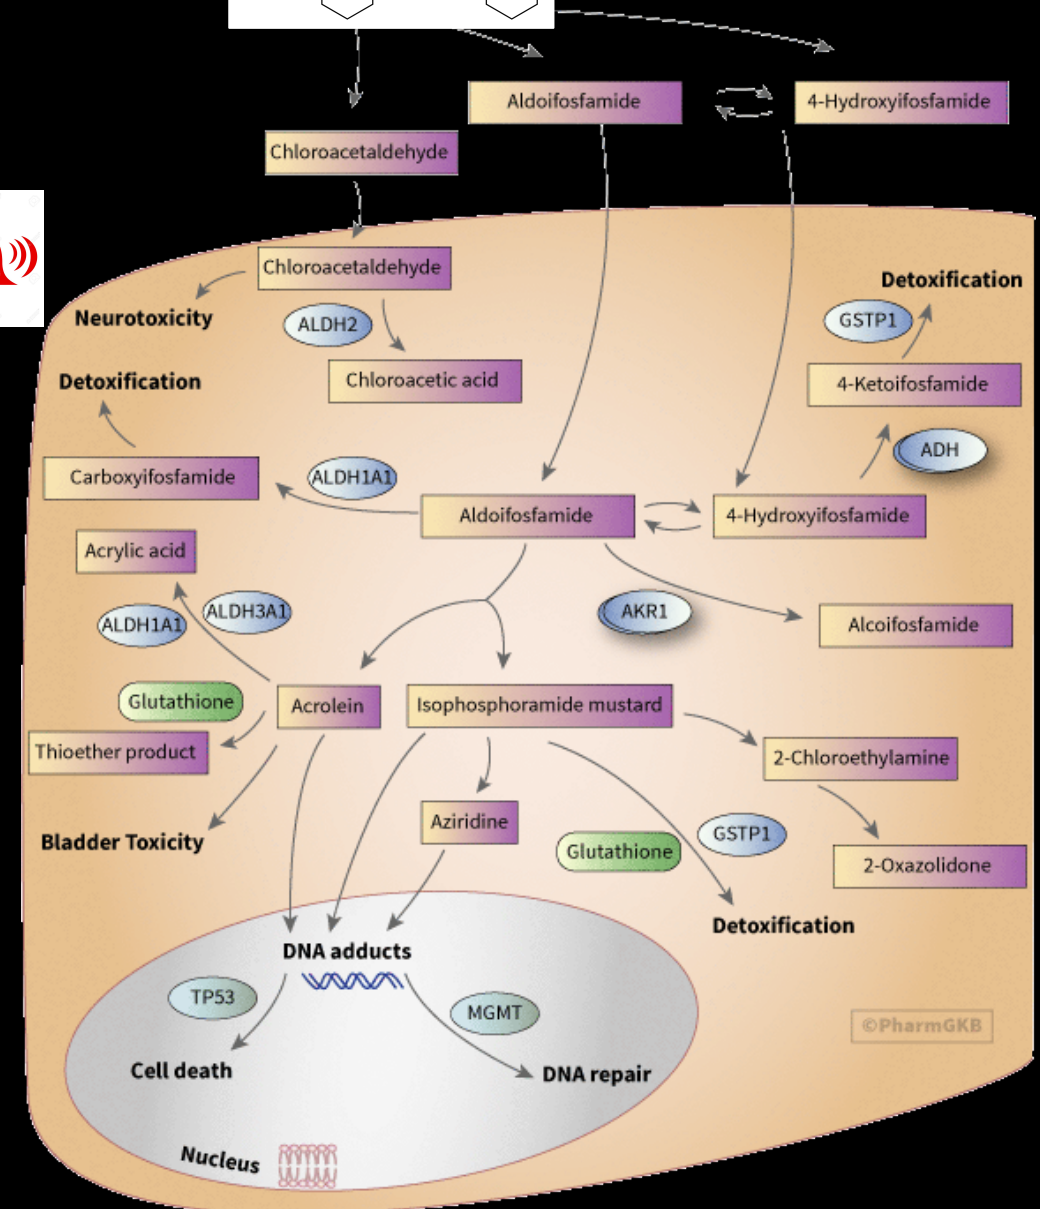 Aldoifosfamide
4-Hydroxyifosfamide
Chloroacetaldehyde
Chloroacetaldehyde
Detoxification
Neurotoxicity
ALDH2
GSTP1
Detoxification
Chloroacetic acid
4-Ketoifosfamide
ADH
Carboxyifosfamide
ALDH1A1
Aldoifosfamide
4-Hydroxyifosfamide
Acrylic acid
ALDH1A1
ALDH3A1
AKR1
Alcoifosfamide
Glutathione
Acrolein
Isophosphoramide mustard
Thioether product
2-Chloroethylamine
Aziridine
Bladder Toxicity
Glutathione
GSTP1
2-Oxazolidone
Detoxification
DNA adducts
TP53
MGMT
©PharmGKB
Cell death
DNA repair
Nucleus